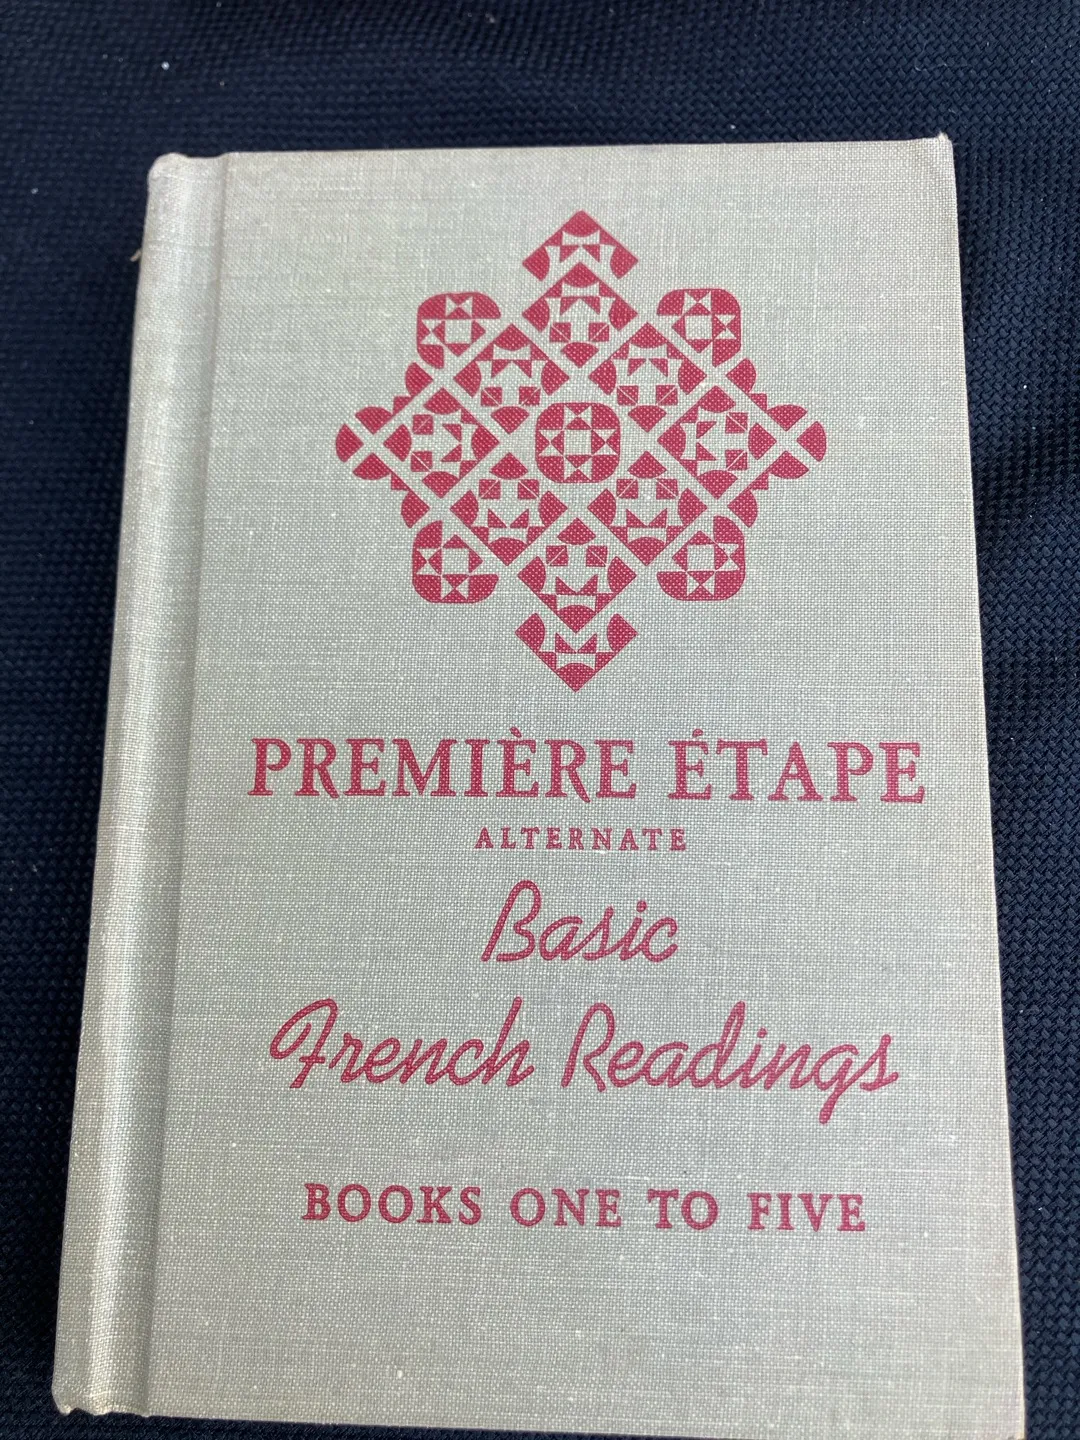 PREMIÈRE ÉTAPE
ALTERNATE
Basic
French Readings
BOOKS ONE TO FIVE